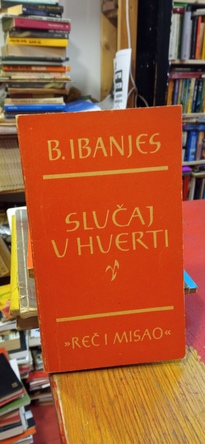 B. IBANJES
SLUČAJ
U HUERTI
»REČ I MISAO«